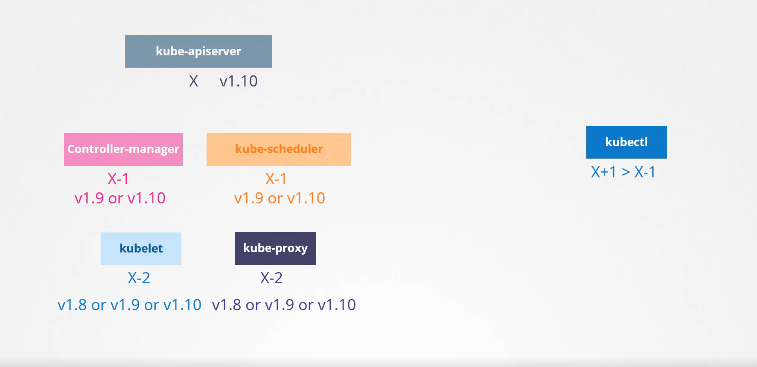 kube-apiserver
X v1.10
Controller-manager
X-1
v1.9 or v1.10
kube-scheduler
X-1
v1.9 or v1.10
kubectl
X+1 > X-1
kubelet
X-2
v1.8 or v1.9 or v1.10
kube-proxy
X-2
v1.8 or v1.9 or v1.10